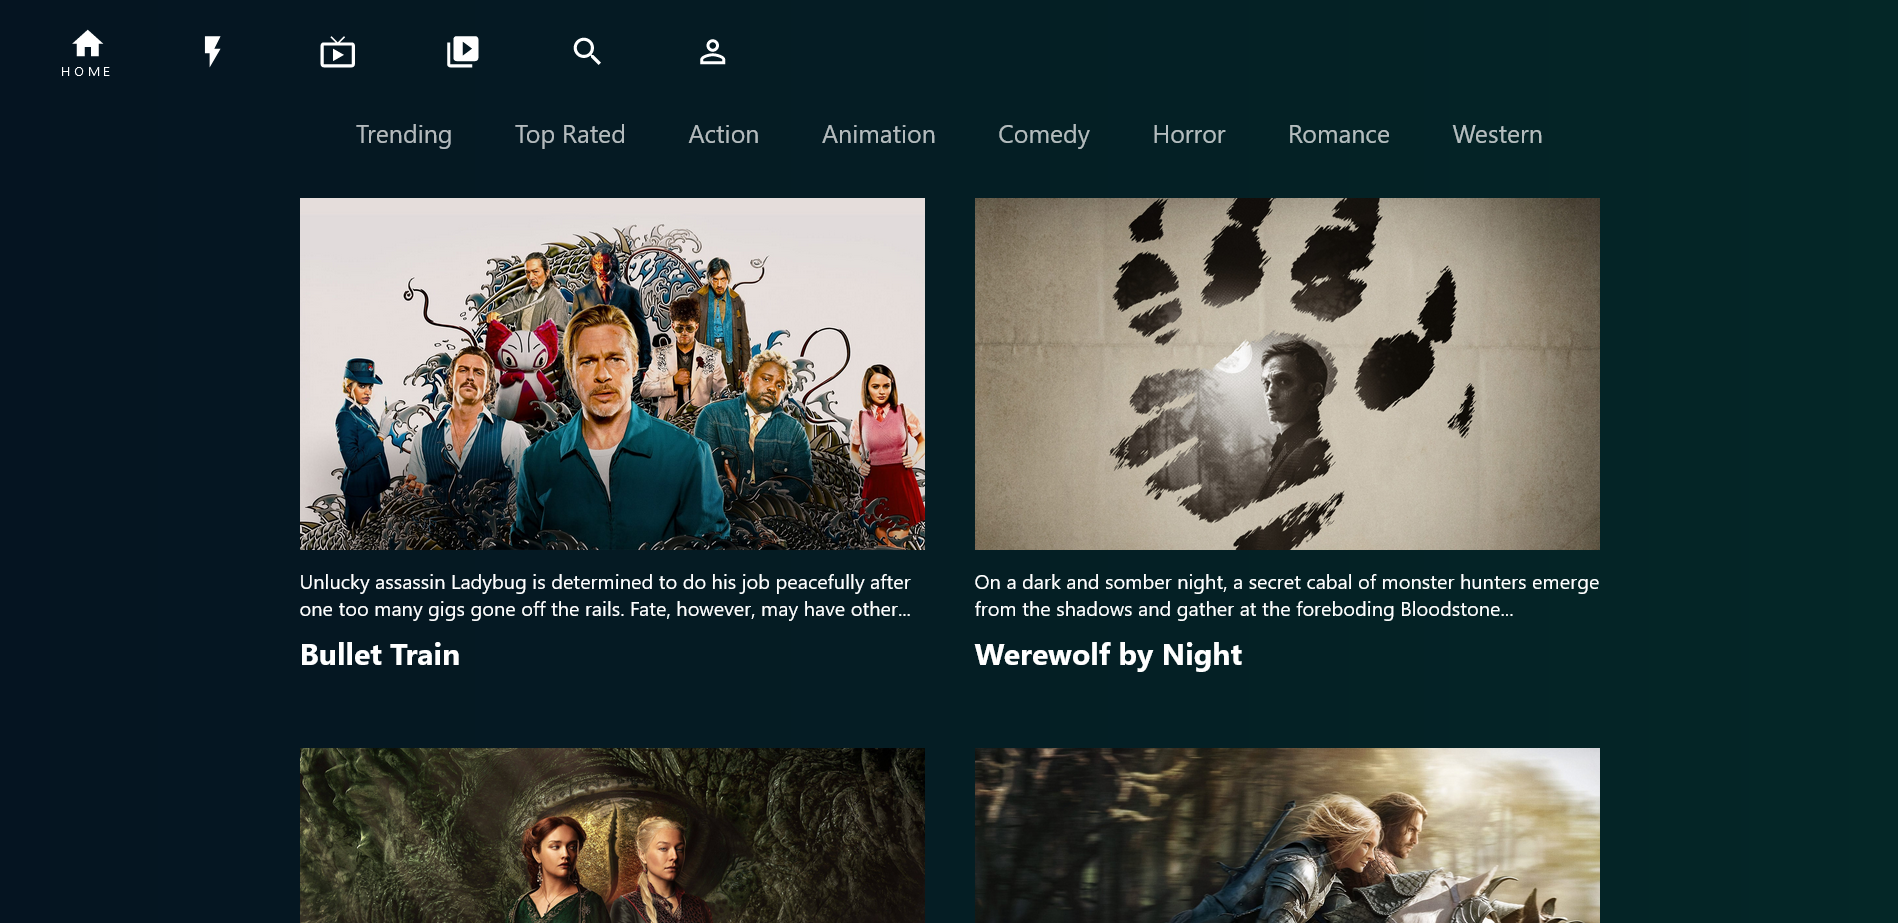 HOME
Trending Top Rated Action Animation Comedy Horror Romance Western
Unlucky assassin Ladybug is determined to do his job peacefully after
one too many gigs gone off the rails. Fate, however, may have other...
Bullet Train
On a dark and somber night, a secret cabal of monster hunters emerge
from the shadows and gather at the foreboding Bloodstone...
Werewolf by Night